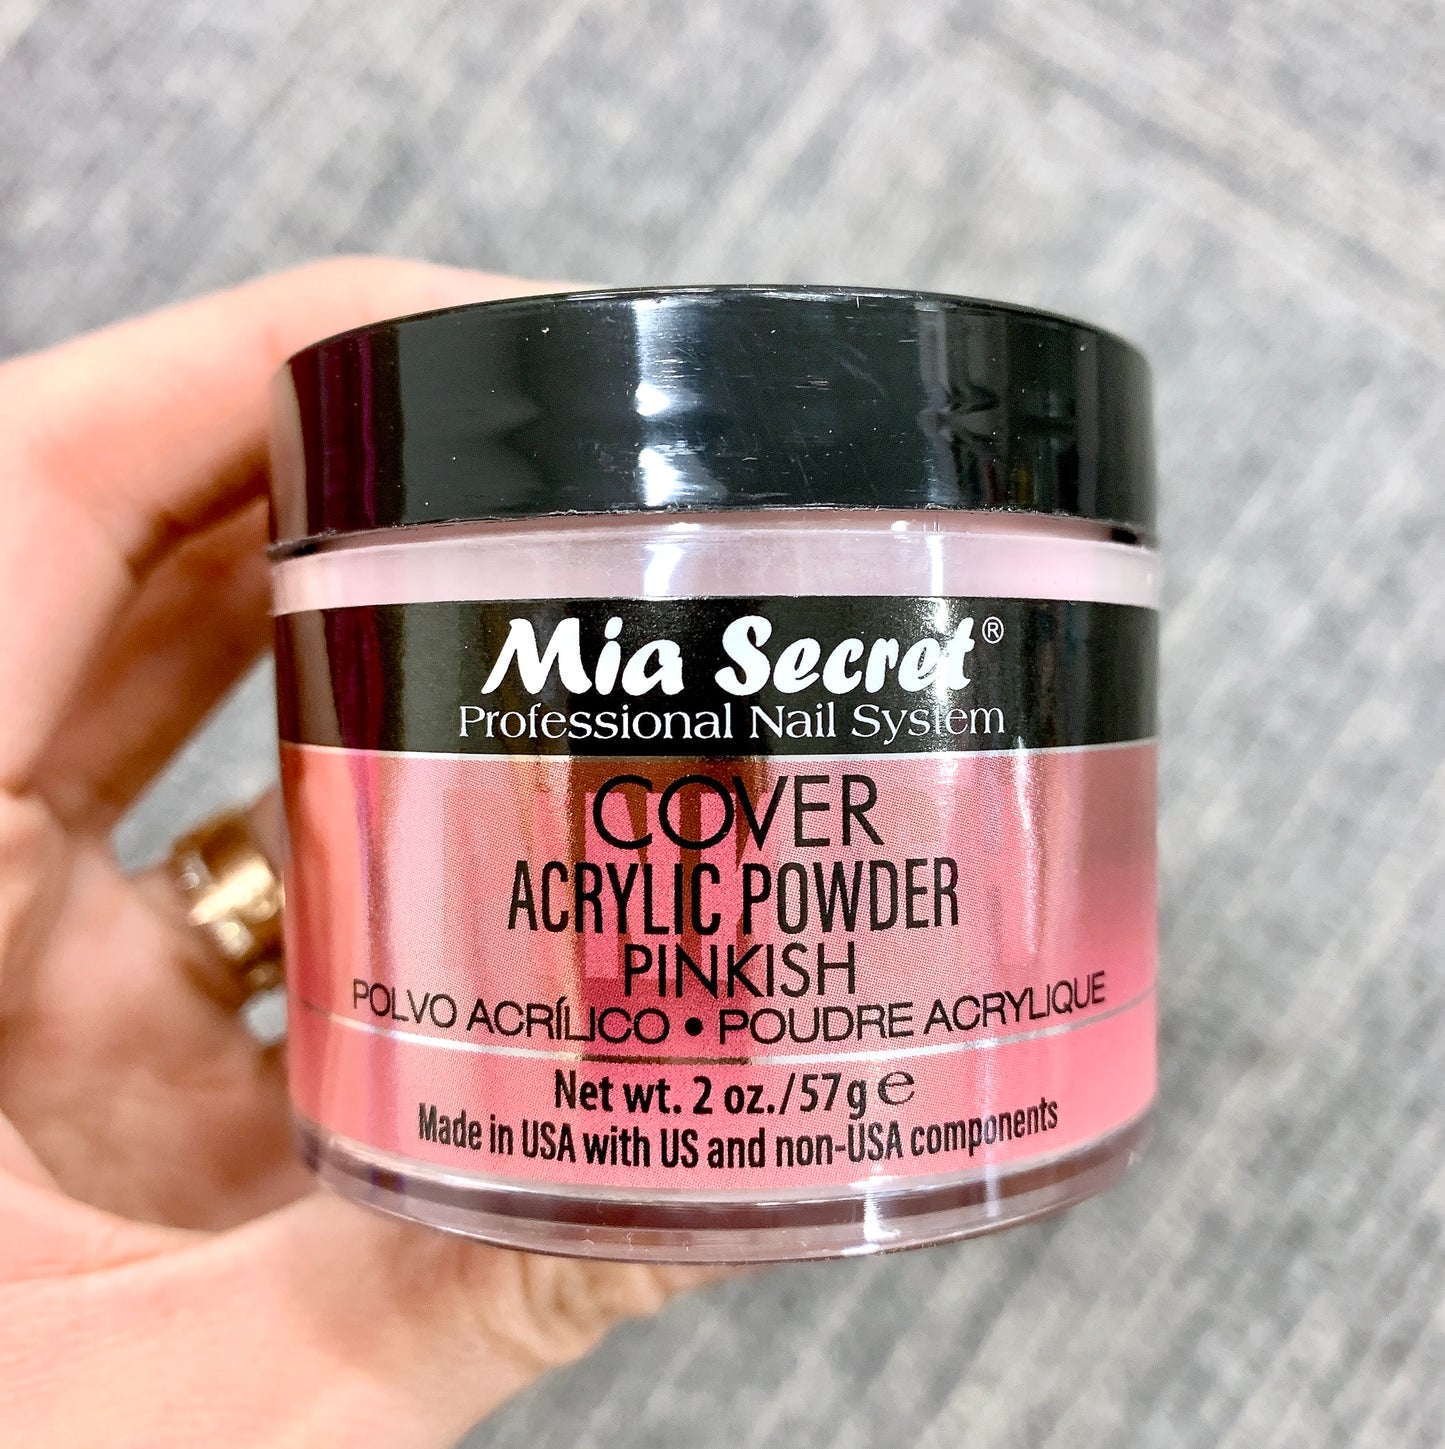 Mia Secret®
Professional Nail System
COVER
ACRYLIC POWDER
PINKISH
POLVO ACRÍLICO • POUDRE ACRYLIQUE
Net wt. 2 oz./57g ℮
Made in USA with US and non-USA components